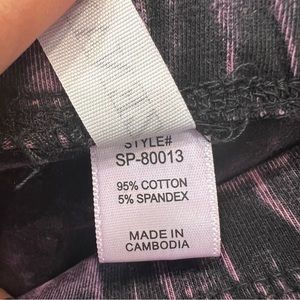 STYLE#
SP-80013
95% COTTON
5% SPANDEX
MADE IN
CAMBODIA